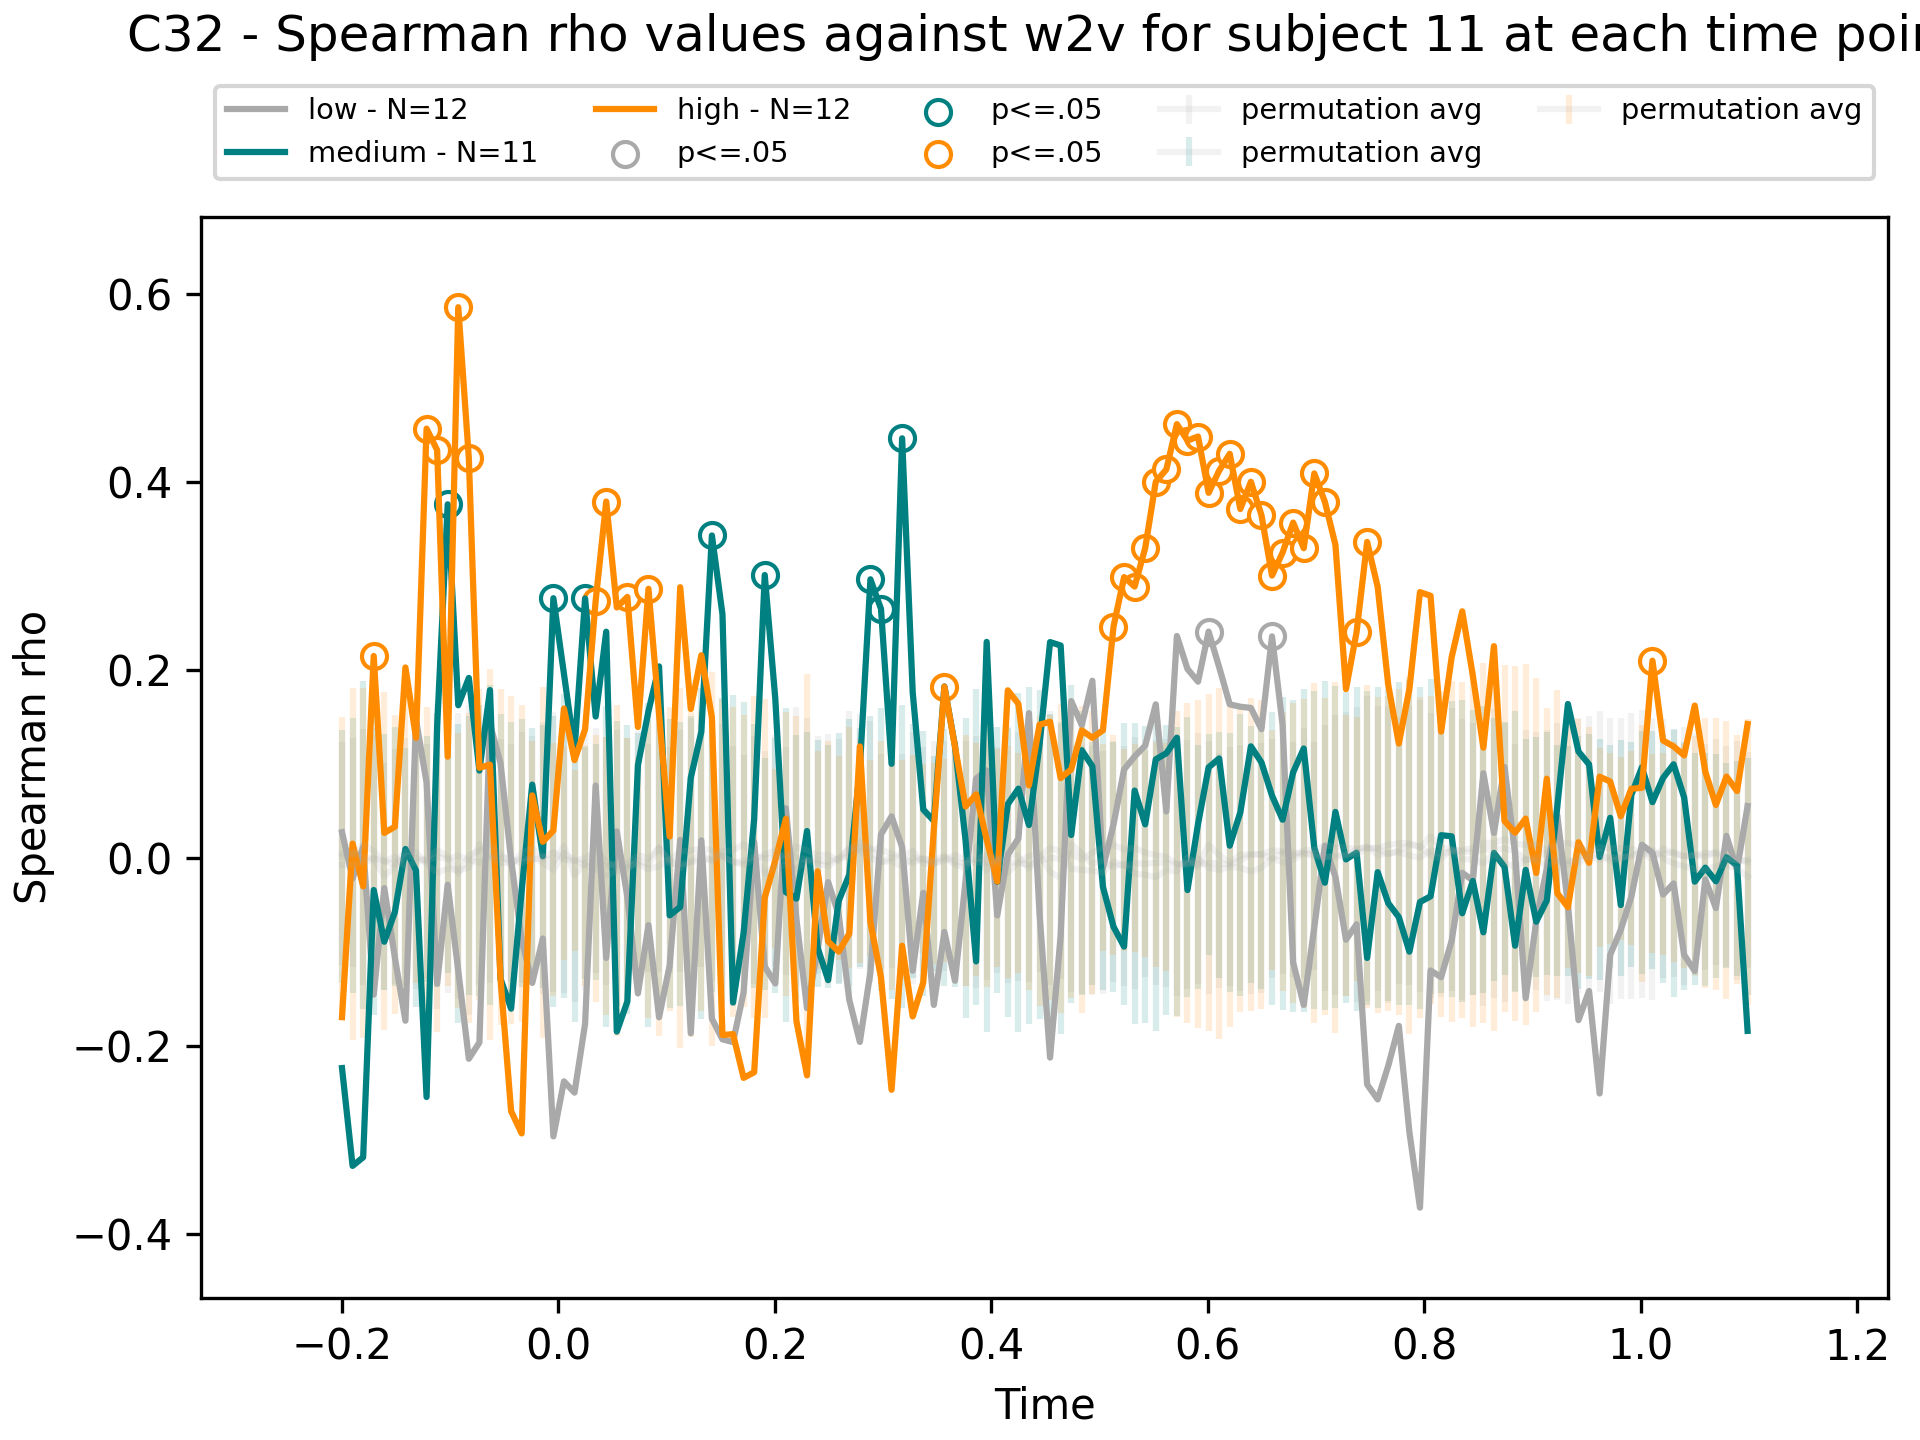 C32 - Spearman rho values against w2v for subject 11 at each time poi
low - N=12
medium - N=11
high - N=12
p<=.05
p<=.05
p<=.05
permutation avg
permutation avg
permutation avg
0.6
0.4
0.2
0.0
−0.2
−0.4
Spearman rho
−0.2 0.0 0.2 0.4 0.6 0.8 1.0 1.2
Time